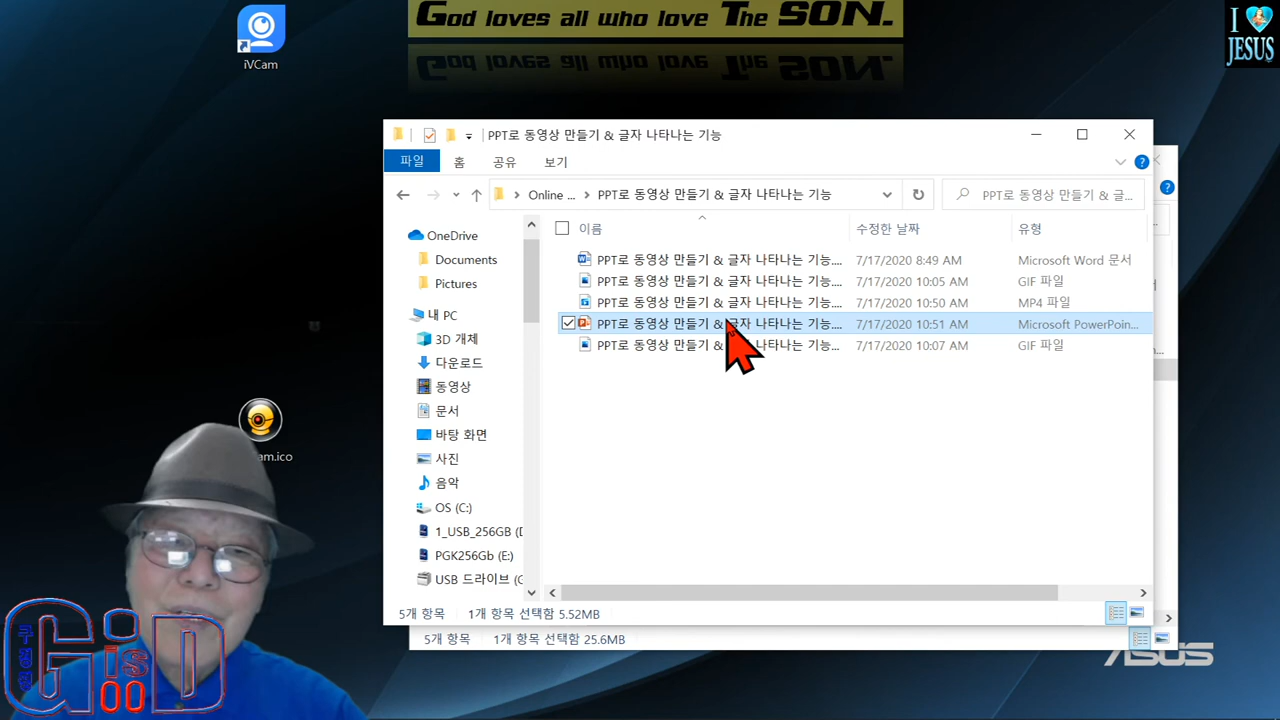 God loves all who love The SON.
I
JESUS
iVCam
PPT로 동영상 만들기 & 글자 나타나는 기능
파일 홈 공유 보기
Online ... PPT로 동영상 만들기 & 글자 나타나는 기능 PPT로 동영상 만들기 & 글...
이름 수정한 날짜 유형
OneDrive
Documents
Pictures
내 PC
3D 개체
다운로드
동영상
문서
바탕 화면
사진
음악
OS (C:)
1_USB_256GB (D
PGK256Gb (E:)
USB 드라이브 (G
PPT로 동영상 만들기 & 글자 나타나는 기능.... 7/17/2020 8:49 AM Microsoft Word 문서
PPT로 동영상 만들기 & 글자 나타나는 기능.... 7/17/2020 10:05 AM GIF 파일
PPT로 동영상 만들기 & 글자 나타나는 기능.... 7/17/2020 10:50 AM MP4 파일
PPT로 동영상 만들기 & 글자 나타나는 기능.... 7/17/2020 10:51 AM Microsoft PowerPoin...
PPT로 동영상 만들기 & 글자 나타나는 기능... 7/17/2020 10:07 AM GIF 파일
am.ico
5개 항목 1개 항목 선택함 5.52MB
5개 항목 1개 항목 선택함 25.6MB
ASUS
GisD
OO